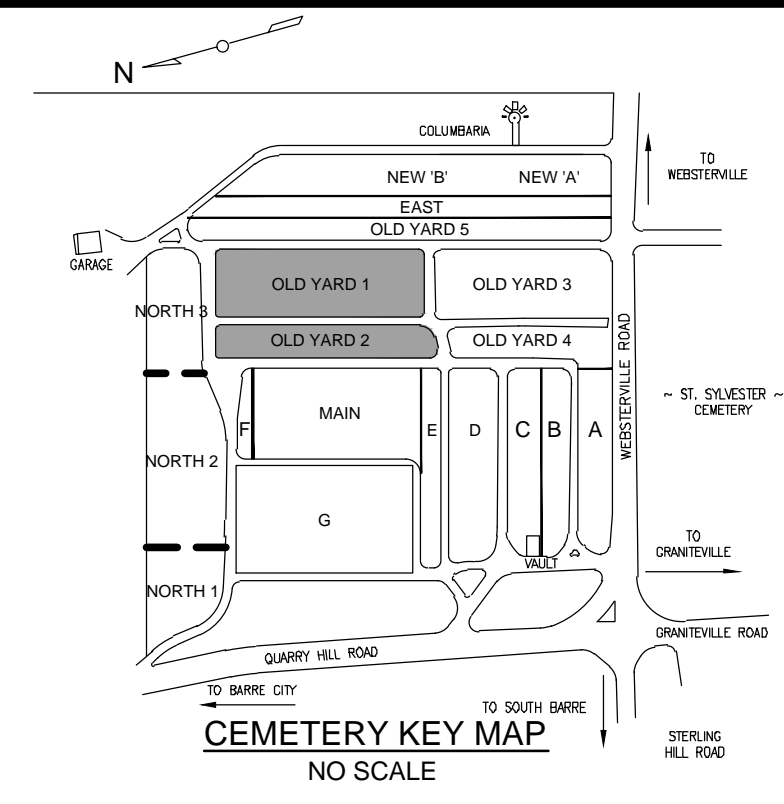 N
COLUMBARIA
TO
WEBSTERVILLE
NEW 'B'
NEW 'A'
EAST
OLD YARD 5
GARAGE
OLD YARD 1
OLD YARD 3
NORTH 3
OLD YARD 2
OLD YARD 4
WEBSTERVILLE ROAD
~ ST. SYLVESTER ~
CEMETERY
MAIN
F
E
D
C
B
A
NORTH 2
G
TO
GRANITEVILLE
VAULT
NORTH 1
GRANITEVILLE ROAD
QUARRY HILL ROAD
TO BARRE CITY
TO SOUTH BARRE
STERLING
HILL ROAD
CEMETERY KEY MAP
NO SCALE